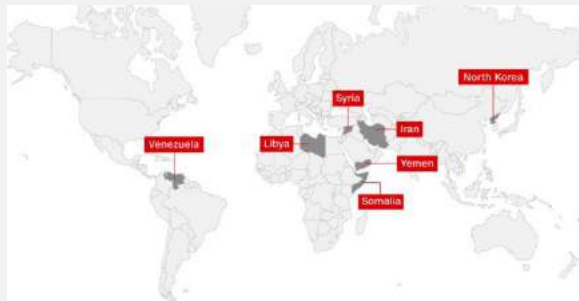 North Korea
Syria
Iran
Venezuela
Libya
Yemen
Somalia